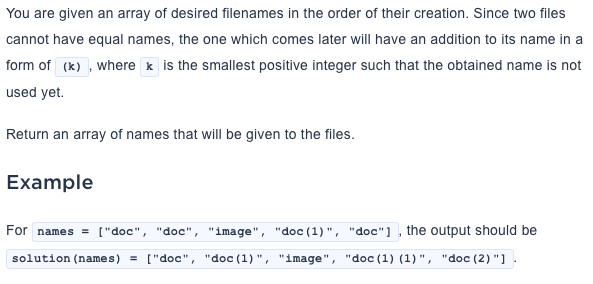 You are given an array of desired filenames in the order of their creation. Since two files
cannot have equal names, the one which comes later will have an addition to its name in a
form of (k) , where k is the smallest positive integer such that the obtained name is not
used yet.
Return an array of names that will be given to the files.
Example
For names = ["doc", "doc", "image", "doc(1)", "doc"] , the output should be
solution(names) = ["doc", "doc(1)", "image", "doc(1)(1)", "doc(2)"] .